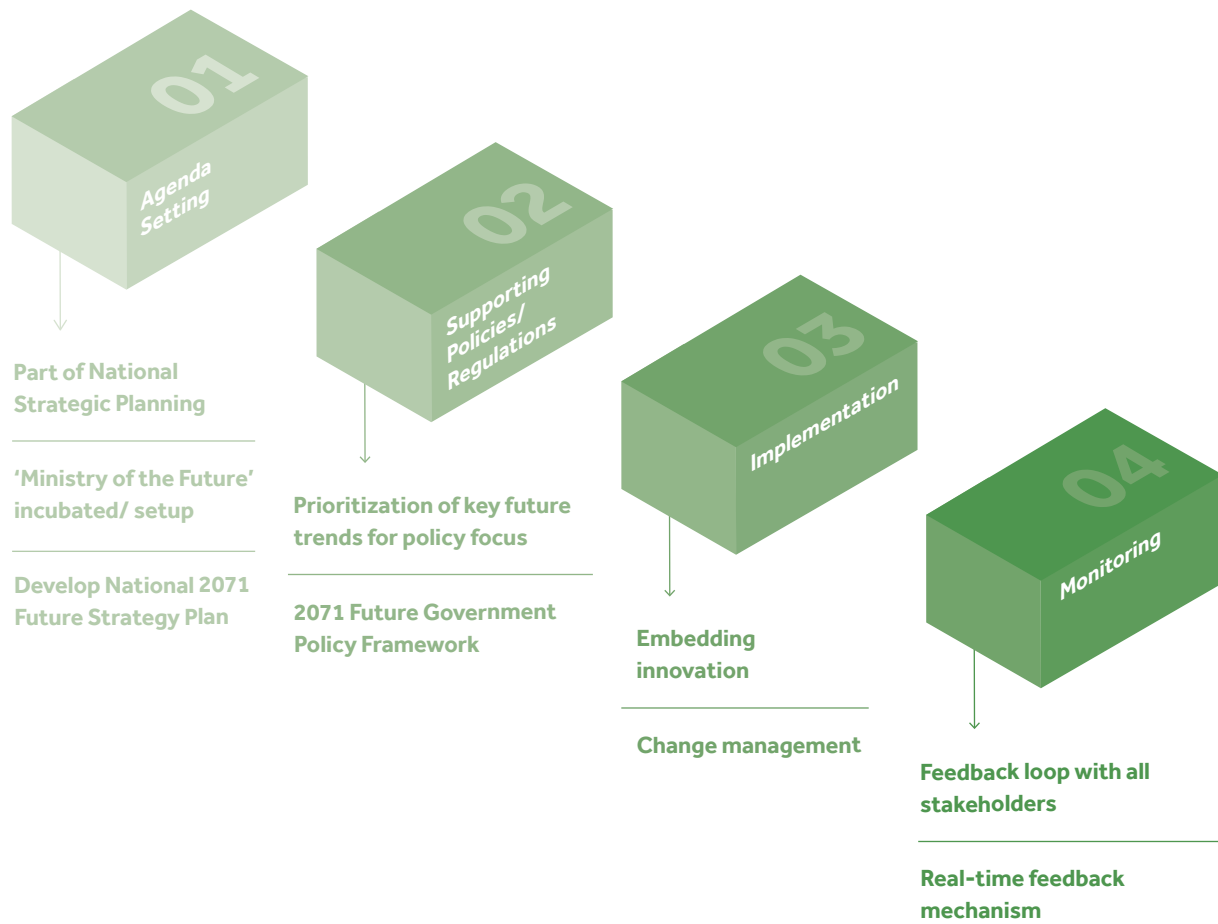 01
Agenda
Setting
Part of National
Strategic Planning
‘Ministry of the Future’
incubated/ setup
Develop National 2071
Future Strategy Plan
02
Supporting
Policies/
Regulations
Prioritization of key future
trends for policy focus
2071 Future Government
Policy Framework
03
Implementation
Embedding
innovation
Change management
04
Monitoring
Feedback loop with all
stakeholders
Real-time feedback
mechanism